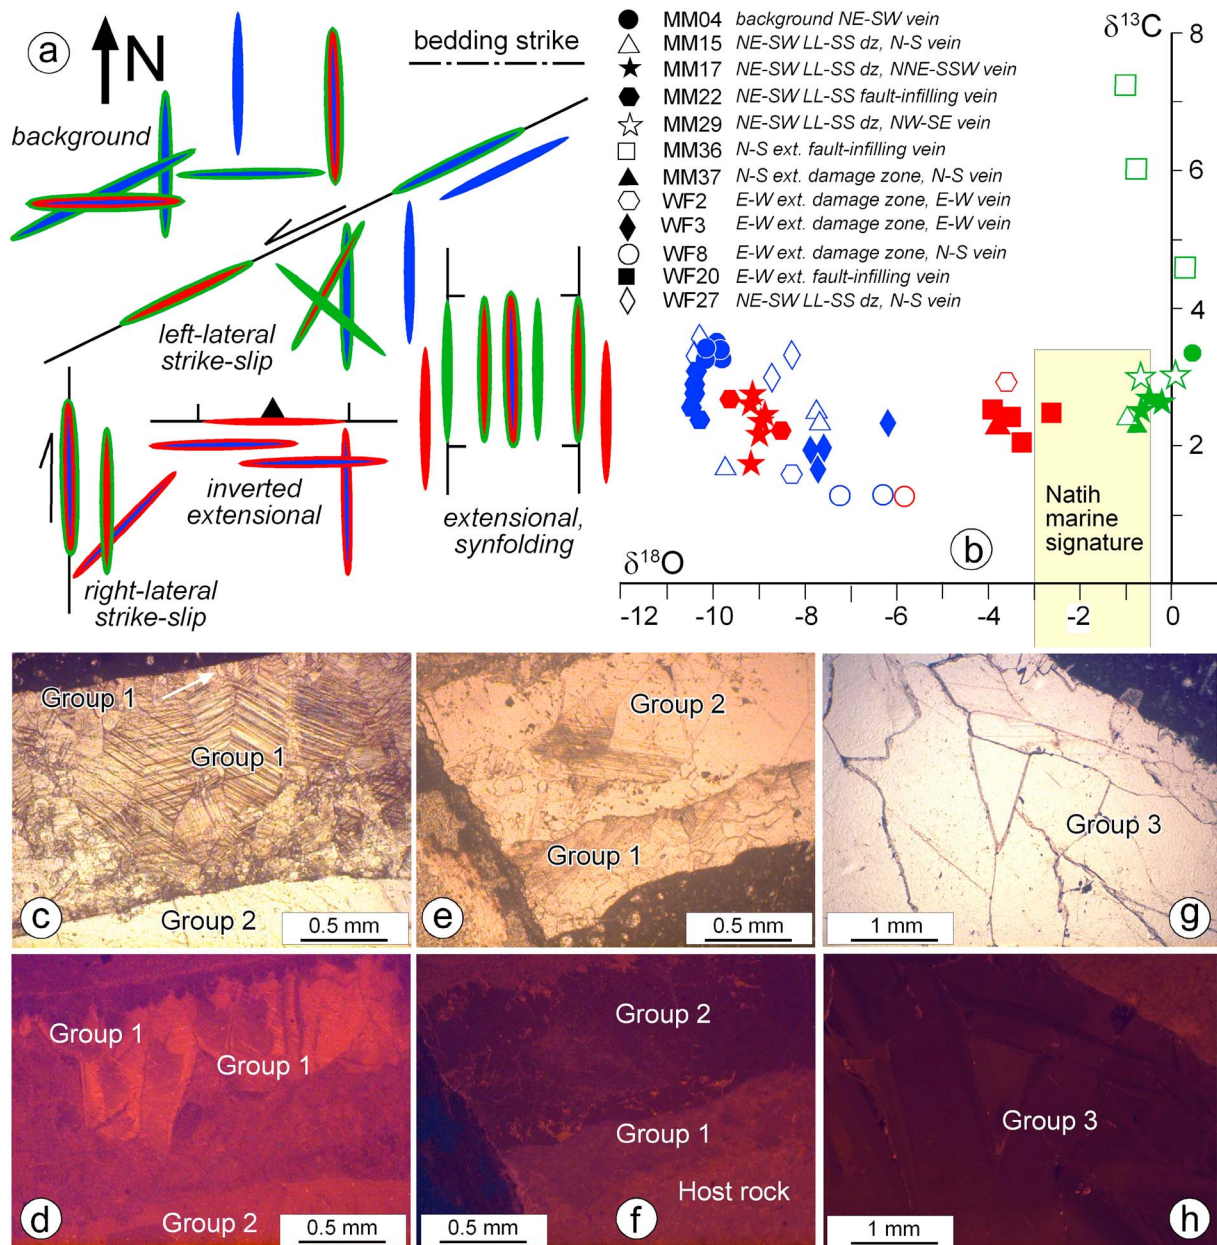 a
N
background
bedding strike
left-lateral
strike-slip
right-lateral
strike-slip
inverted
extensional
extensional,
synfolding
MM04 background NE-SW vein
MM15 NE-SW LL-SS dz, N-S vein
MM17 NE-SW LL-SS dz, NNE-SSW vein
MM22 NE-SW LL-SS fault-infilling vein
MM29 NE-SW LL-SS dz, NW-SE vein
MM36 N-S ext. fault-infilling vein
MM37 N-S ext. damage zone, N-S vein
WF2 E-W ext. damage zone, E-W vein
WF3 E-W ext. damage zone, E-W vein
WF8 E-W ext. damage zone, N-S vein
WF20 E-W ext. fault-infilling vein
WF27 NE-SW LL-SS dz, N-S vein
δ13C
8
6
4
2
Natih
marine
signature
δ18O
b
-12 -10 -8 -6 -4 -2 0
Group 1
Group 1
Group 2
c
0.5 mm
Group 2
Group 1
e
0.5 mm
Group 3
1 mm
g
Group 1
Group 1
Group 2
d
0.5 mm
Group 2
Group 1
Host rock
0.5 mm
f
Group 3
1 mm
h